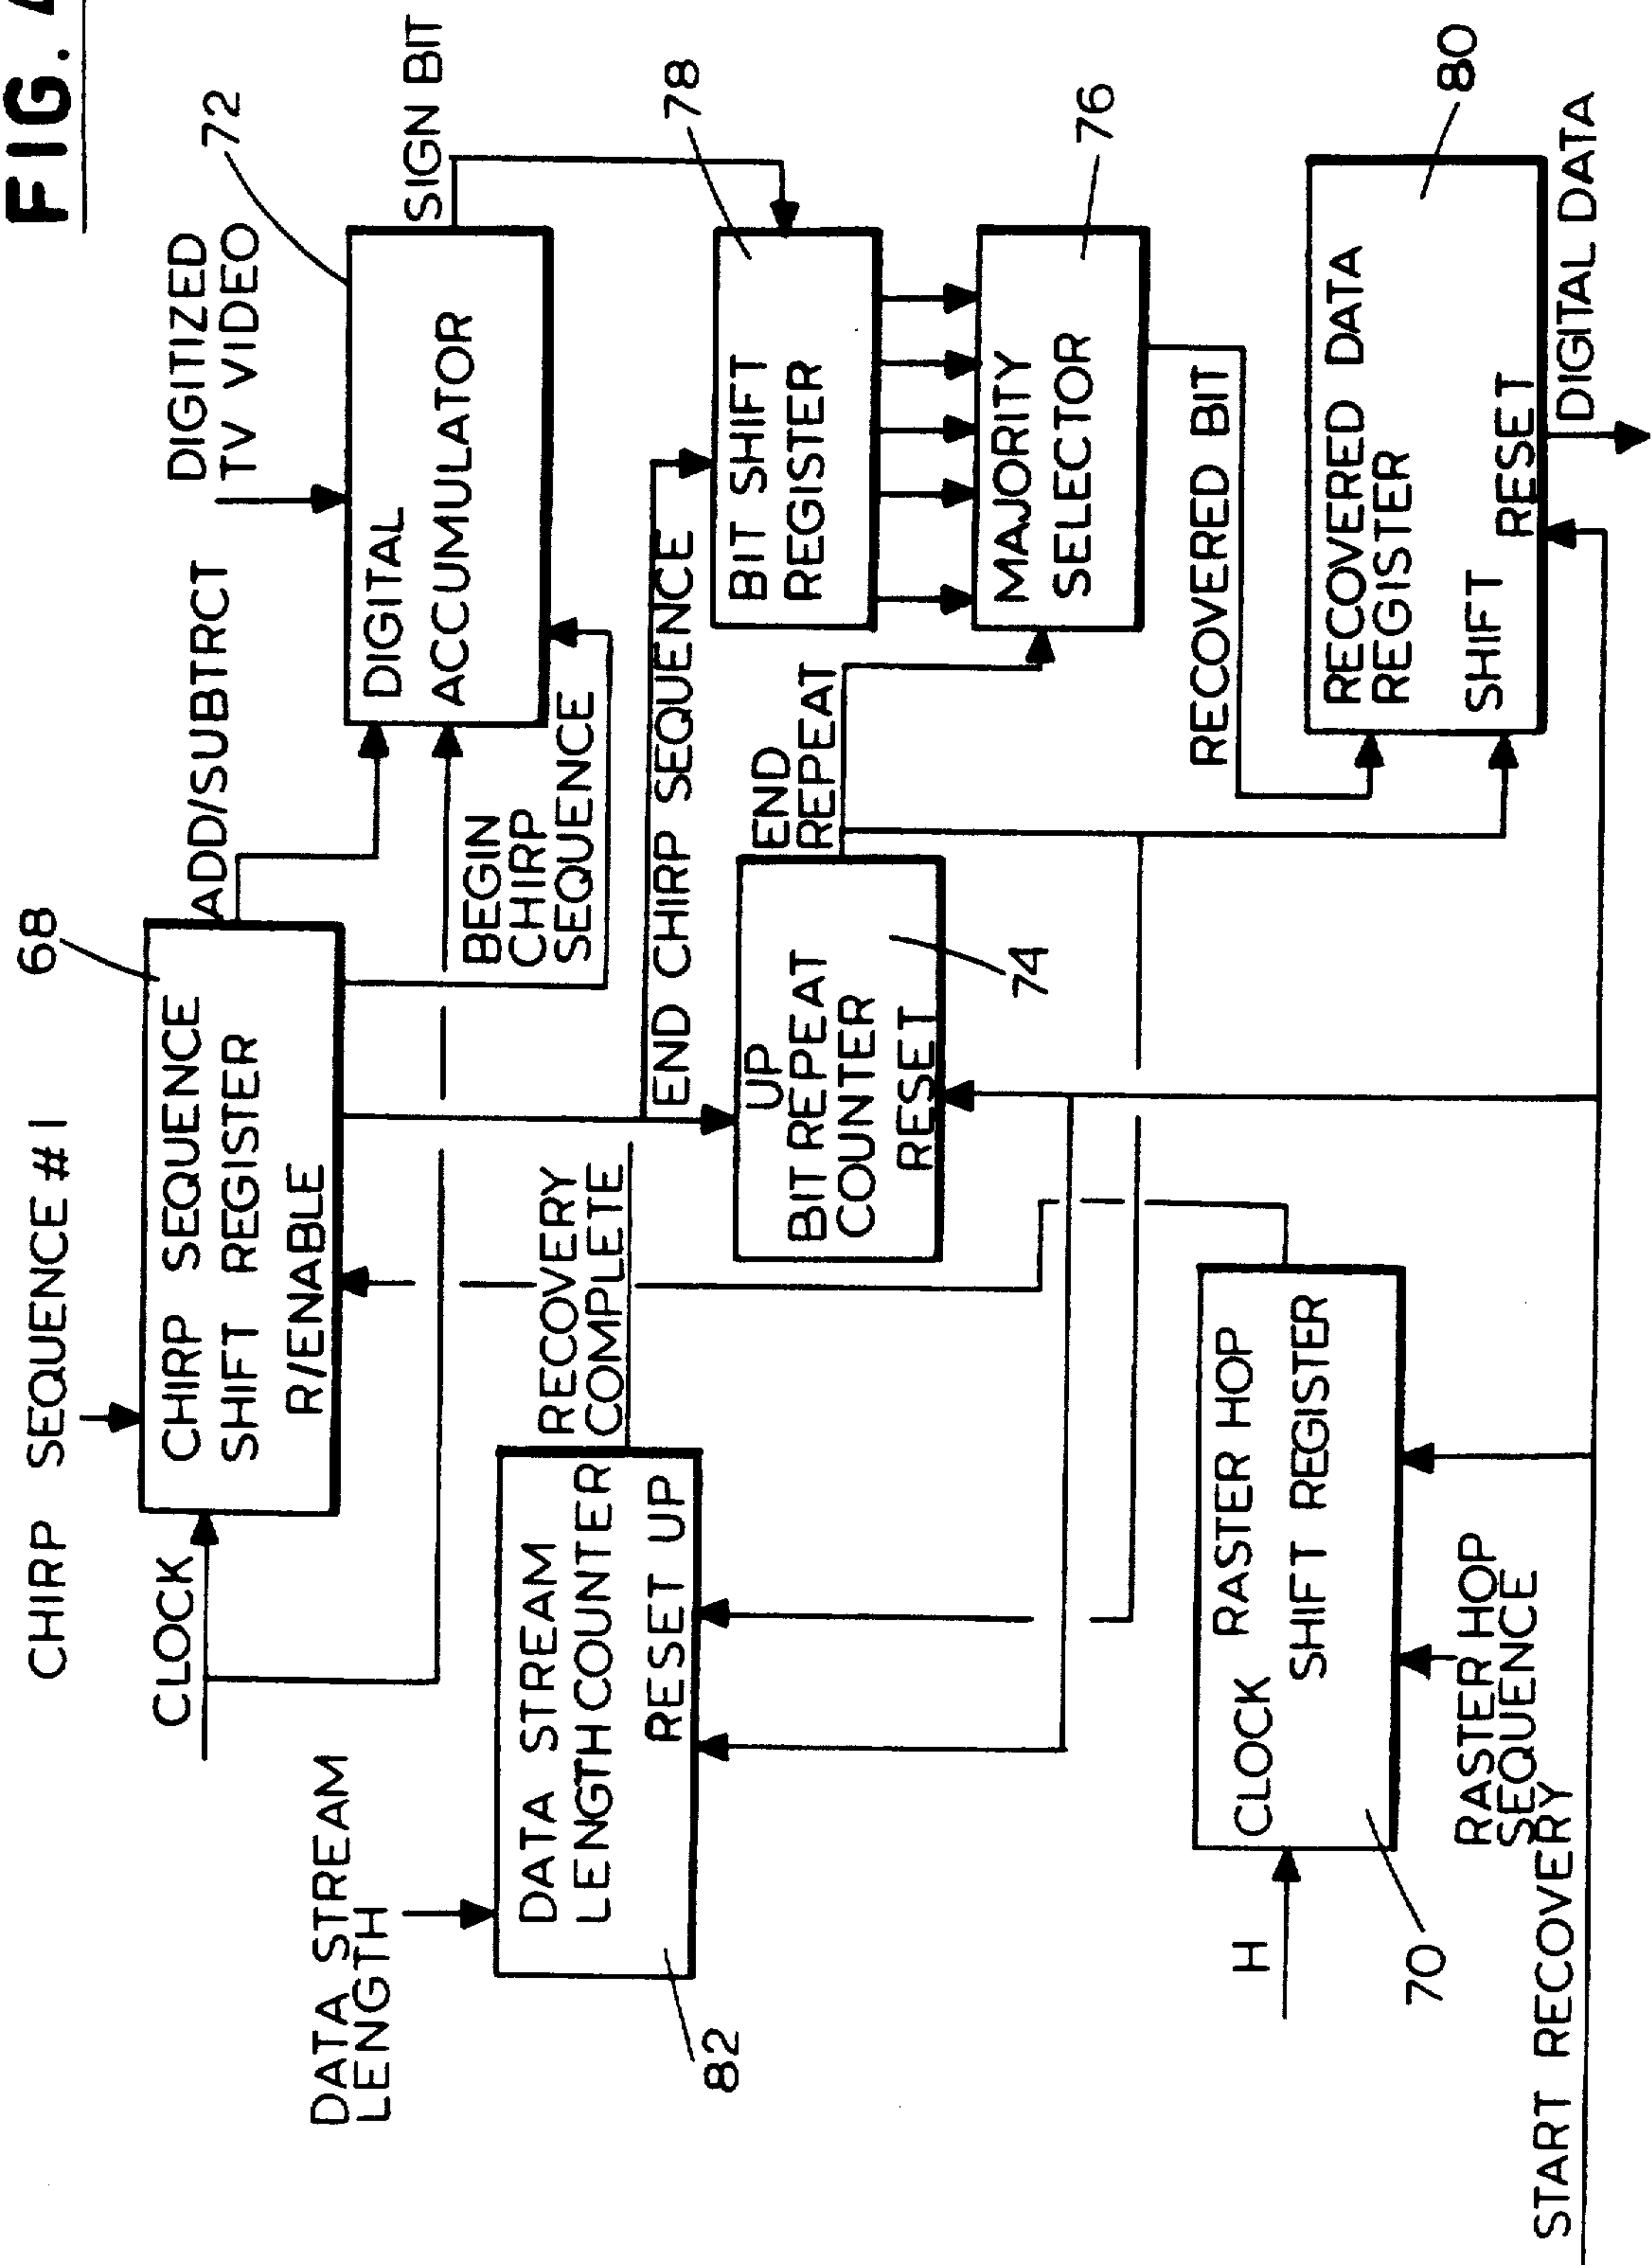 FIG. 4
CHIRP SEQUENCE #1
68
CHIRP SEQUENCE
SHIFT REGISTER
R/ENABLE
CLOCK
ADD/SUBTRCT
DIGITIZED
TV VIDEO
72
DIGITAL
ACCUMULATOR
SIGN BIT
BEGIN
CHIRP
SEQUENCE
END CHIRP SEQUENCE
DATA STREAM
LENGTH
DATA STREAM
LENGTH COUNTER
RESET UP
82
RECOVERY
COMPLETE
UP
BIT REPEAT
COUNTER
RESET
74
END
REPEAT
BIT SHIFT
REGISTER
78
MAJORITY
SELECTOR
76
RECOVERED BIT
H
CLOCK RASTER HOP
SHIFT REGISTER
70
RASTER HOP
SEQUENCE
RECOVERED DATA
REGISTER
SHIFT RESET
80
DIGITAL DATA
START RECOVERY